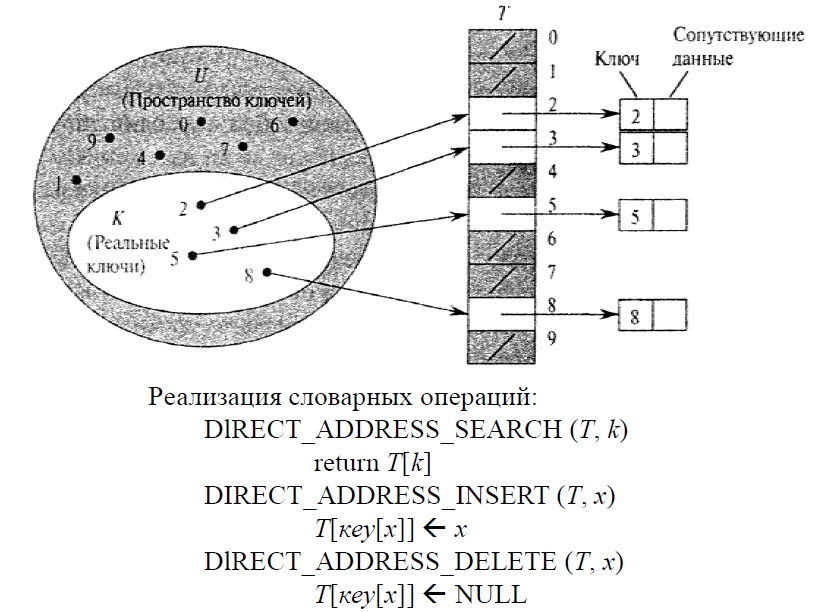 T
U
(Пространство ключей)
0
6
9
4
7
1
K
(Реальные
ключи)
2
3
5
8
0
1
2
3
4
5
6
7
8
9
Ключ
Сопутствующие
данные
2
3
5
8
Реализация словарных операций:
DlRECT_ADDRESS_SEARCH (T, k)
return T[k]
DIRECT_ADDRESS_INSERT (T, x)
T[кеу[x]] ← x
DlRECT_ADDRESS_DELETE (T, x)
T[кеу[x]] ← NULL